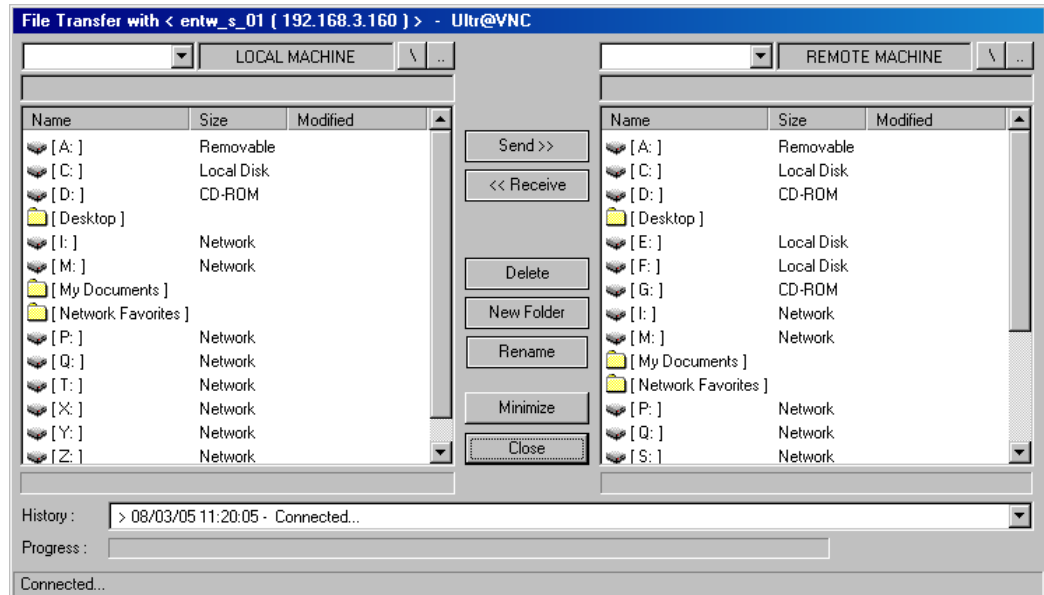 File Transfer with < entw_s_01 ( 192.168.3.160 ) > - Ultr@VNC
LOCAL MACHINE \ ..
REMOTE MACHINE \ ..
Name Size Modified
[ A: ] Removable
[ C: ] Local Disk
[ D: ] CD-ROM
[ Desktop ]
[ I: ] Network
[ M: ] Network
[ My Documents ]
[ Network Favorites ]
[ P: ] Network
[ Q: ] Network
[ T: ] Network
[ X: ] Network
[ Y: ] Network
[ Z: ] Network
Send >>
<< Receive
Delete
New Folder
Rename
Minimize
Close
Name Size Modified
[ A: ] Removable
[ C: ] Local Disk
[ D: ] CD-ROM
[ Desktop ]
[ E: ] Local Disk
[ F: ] Local Disk
[ G: ] CD-ROM
[ I: ] Network
[ M: ] Network
[ My Documents ]
[ Network Favorites ]
[ P: ] Network
[ Q: ] Network
[ S: ] Network
History : > 08/03/05 11:20:05 - Connected...
Progress :
Connected...